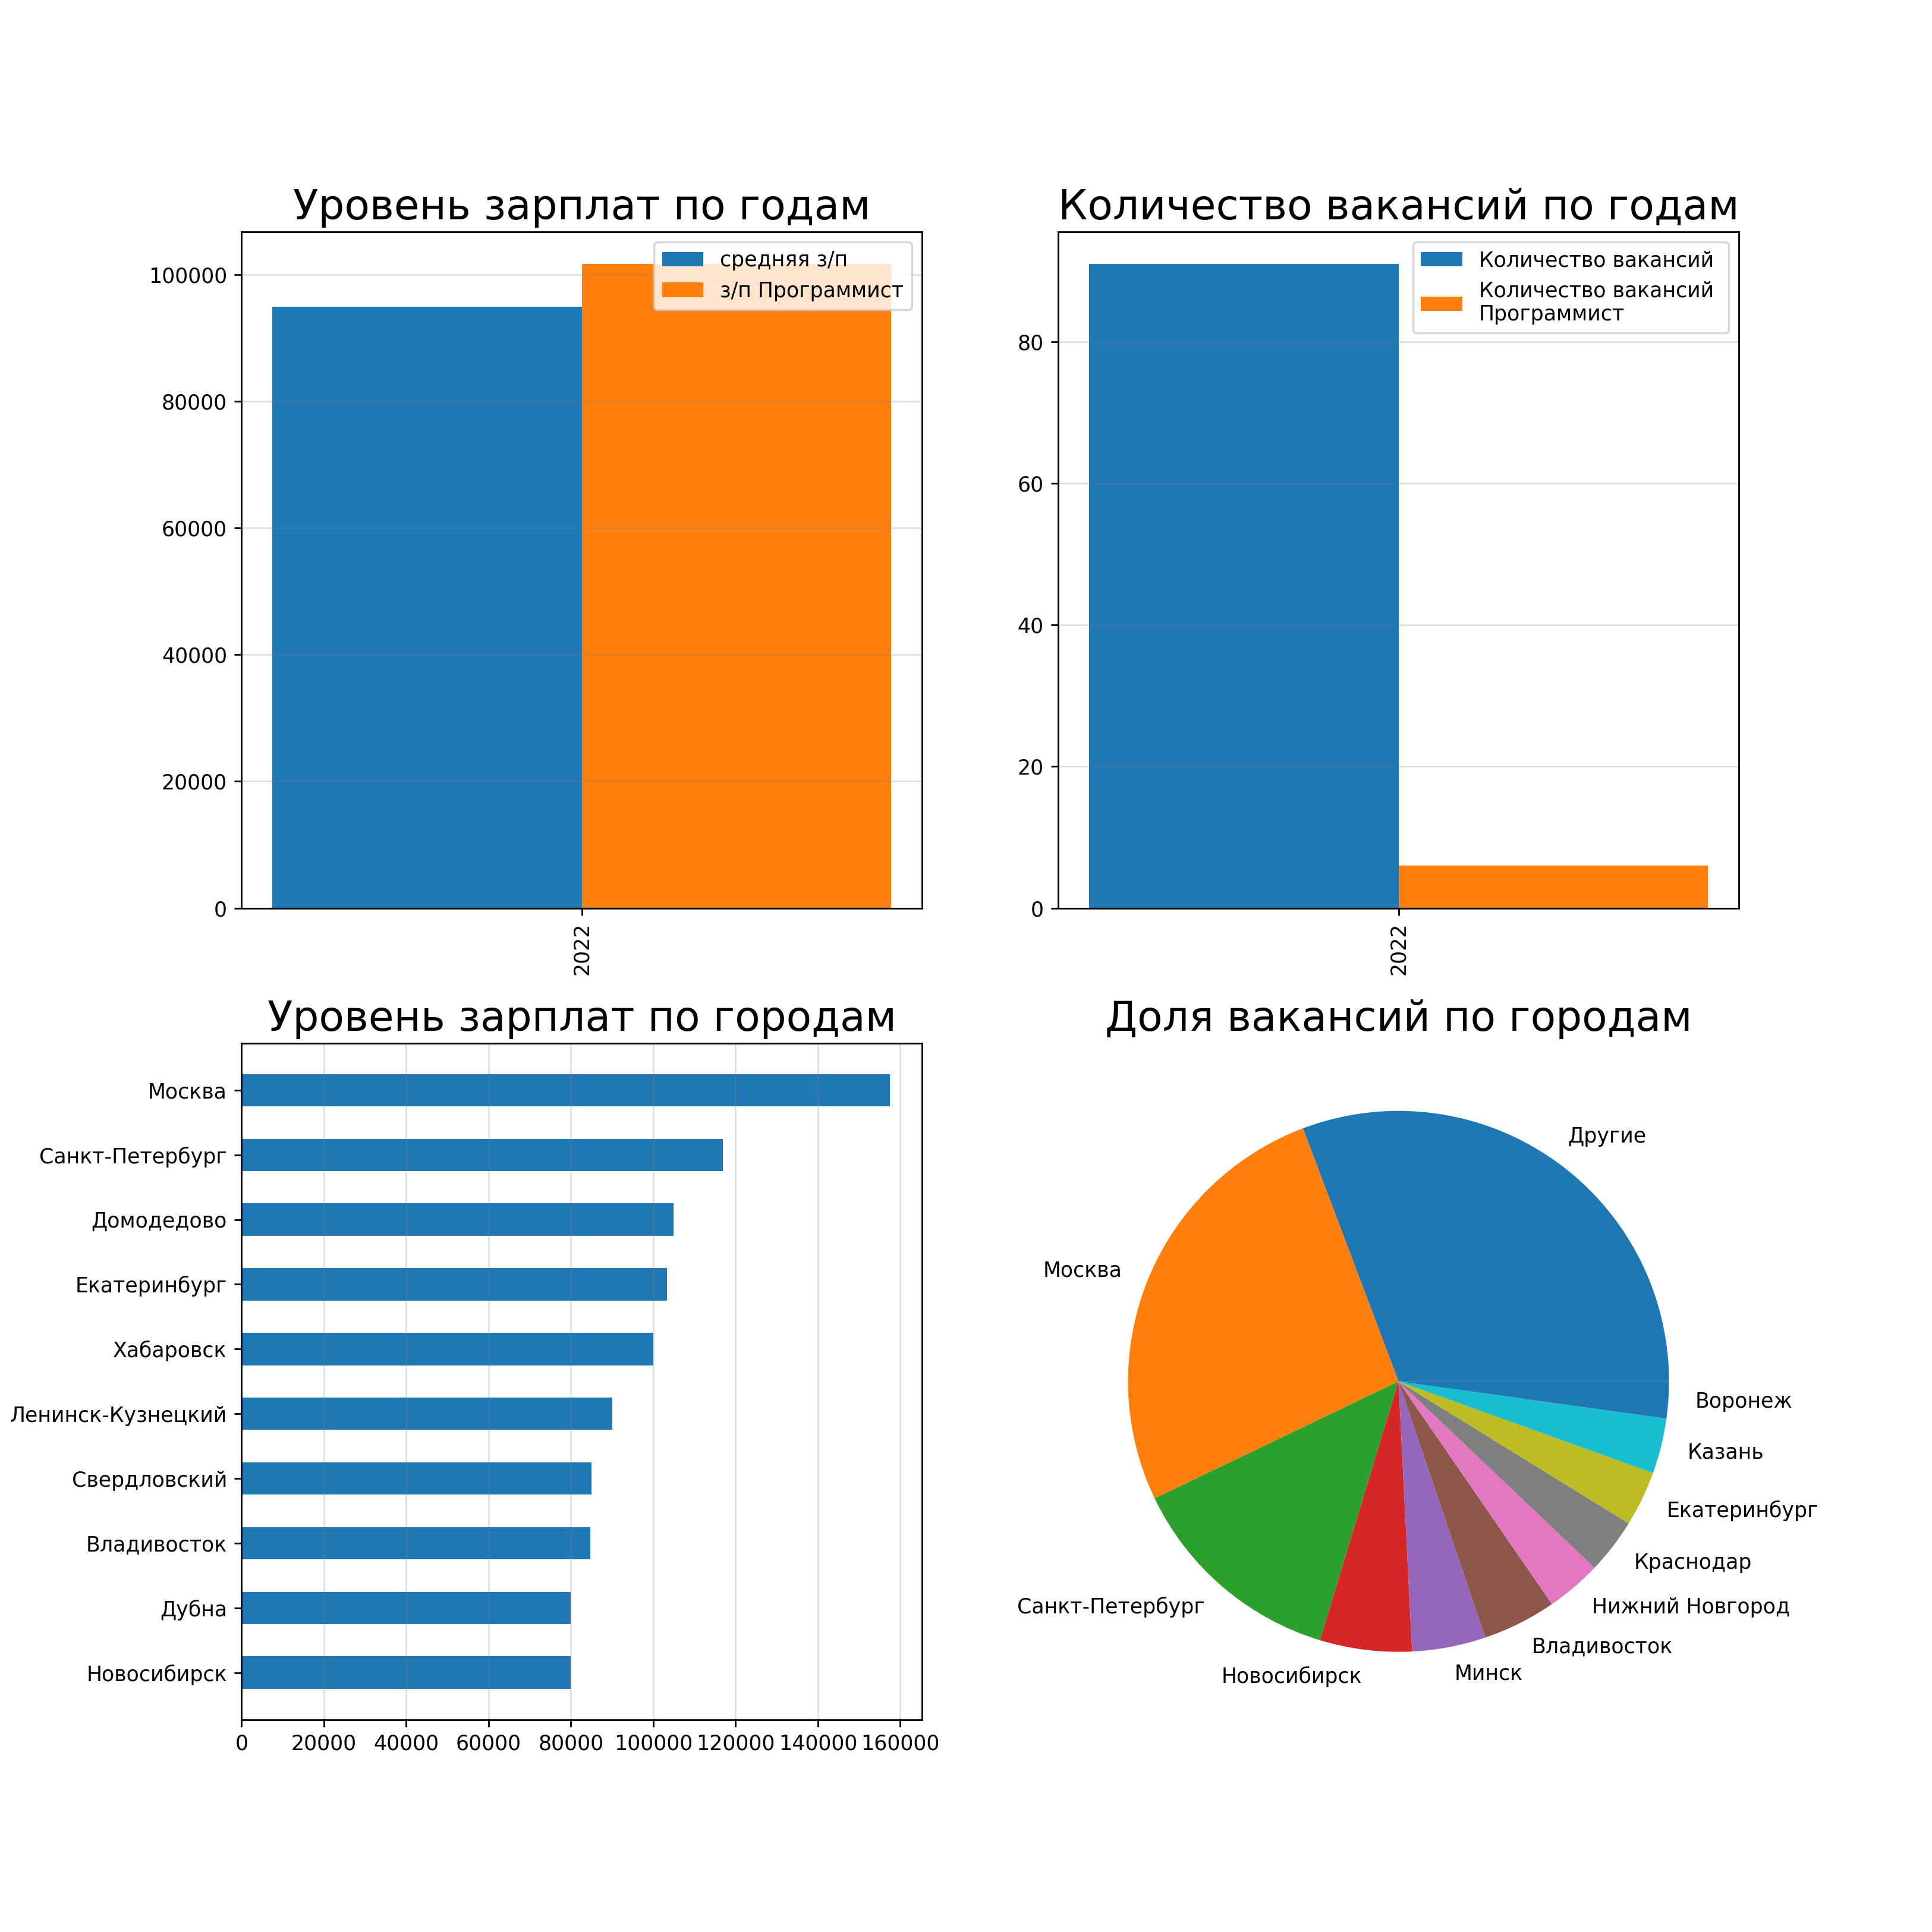 Уровень зарплат по годам
средняя з/п
з/п Программист
100000
80000
60000
40000
20000
0
2022
Количество вакансий по годам
Количество вакансий
Количество вакансий
Программист
80
60
40
20
0
2022
Уровень зарплат по городам
Москва
Санкт-Петербург
Домодедово
Екатеринбург
Хабаровск
Ленинск-Кузнецкий
Свердловский
Владивосток
Дубна
Новосибирск
0 20000 40000 60000 80000 100000 120000 140000 160000
Доля вакансий по городам
Другие
Москва
Санкт-Петербург
Новосибирск
Минск
Владивосток
Нижний Новгород
Краснодар
Екатеринбург
Казань
Воронеж